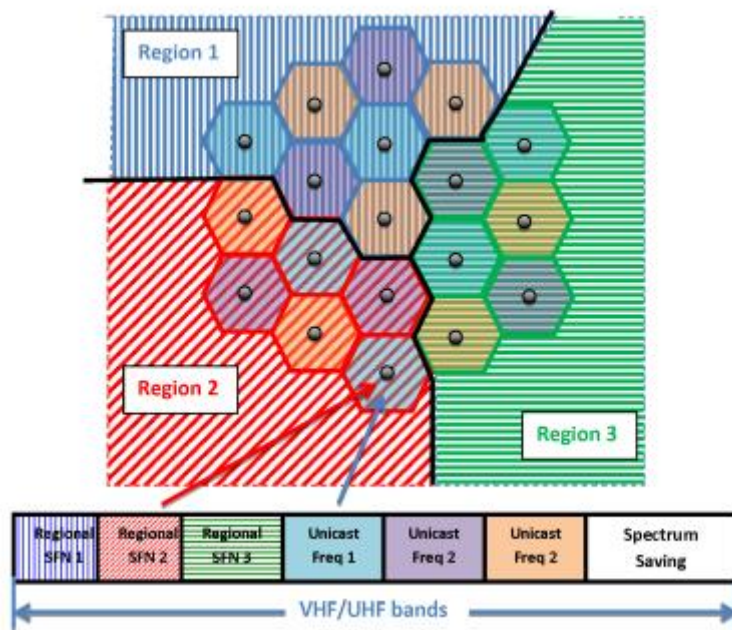 Region 1
Region 2
Region 3
Regional
SFN 1
Regional
SFN 2
Regional
SFN 3
Unicast
Freq 1
Unicast
Freq 2
Unicast
Freq 2
Spectrum
Saving
VHF/UHF bands